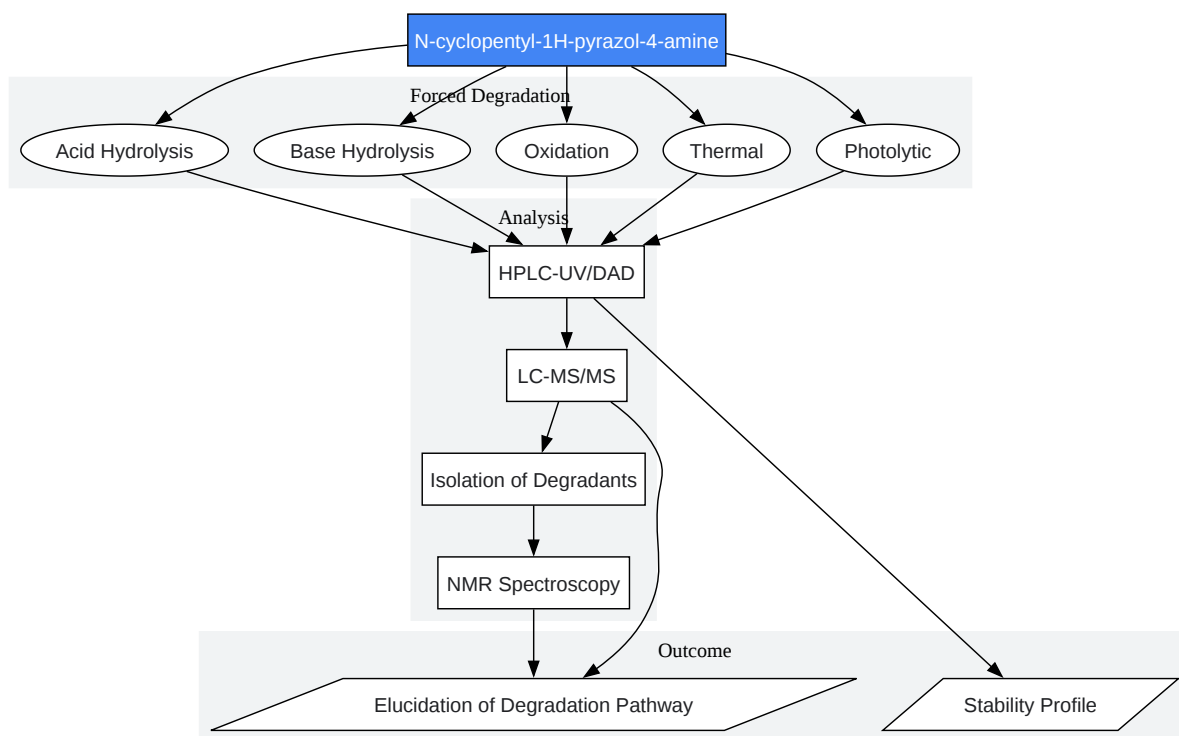 N-cyclopentyl-1H-pyrazol-4-amine
Forced Degradation
Acid Hydrolysis
Base Hydrolysis
Oxidation
Thermal
Photolytic
Analysis
HPLC-UV/DAD
LC-MS/MS
Isolation of Degradants
NMR Spectroscopy
Outcome
Elucidation of Degradation Pathway
Stability Profile